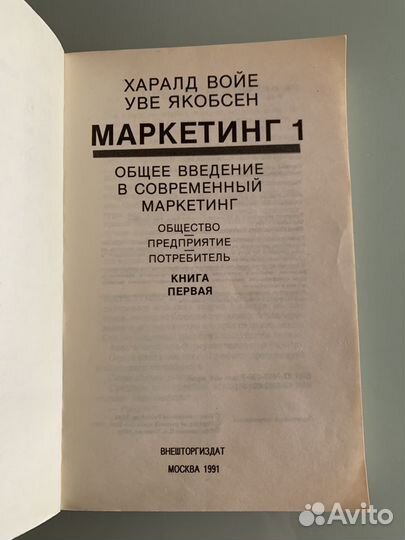 ХАРАЛД ВОЙЕ
УВЕ ЯКОБСЕН
МАРКЕТИНГ 1
ОБЩЕЕ ВВЕДЕНИЕ
В СОВРЕМЕННЫЙ
МАРКЕТИНГ
ОБЩЕСТВО
—
ПРЕДПРИЯТИЕ
—
ПОТРЕБИТЕЛЬ
КНИГА
ПЕРВАЯ
ВНЕШТОРГИЗДАТ
МОСКВА 1991
Avito